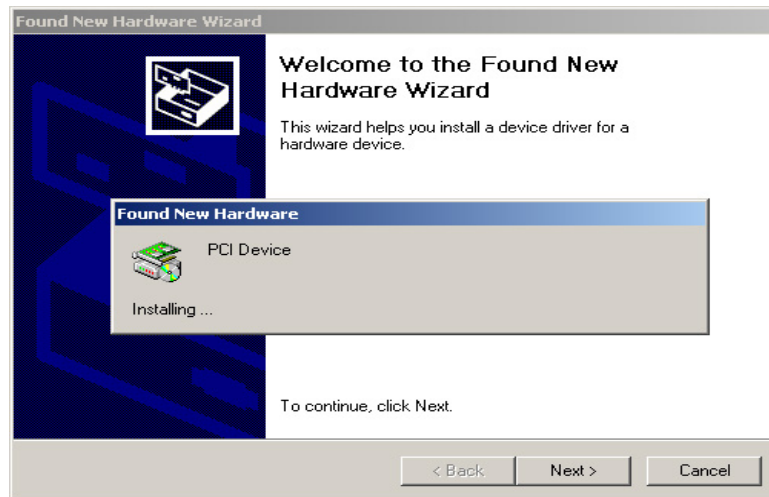 Found New Hardware Wizard
Welcome to the Found New
Hardware Wizard
This wizard helps you install a device driver for a
hardware device.
Found New Hardware
PCI Device
Installing ...
To continue, click Next.
< Back Next > Cancel